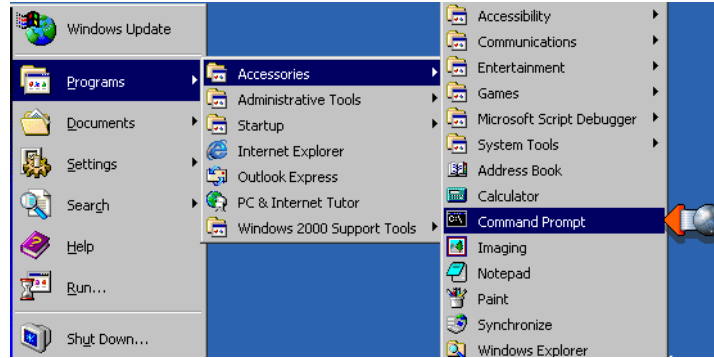 Windows Update
Programs
Documents
Settings
Search
Help
Run...
Shut Down...
Accessories
Administrative Tools
Startup
Internet Explorer
Outlook Express
PC & Internet Tutor
Windows 2000 Support Tools
Accessibility
Communications
Entertainment
Games
Microsoft Script Debugger
System Tools
Address Book
Calculator
Command Prompt
Imaging
Notepad
Paint
Synchronize
Windows Explorer